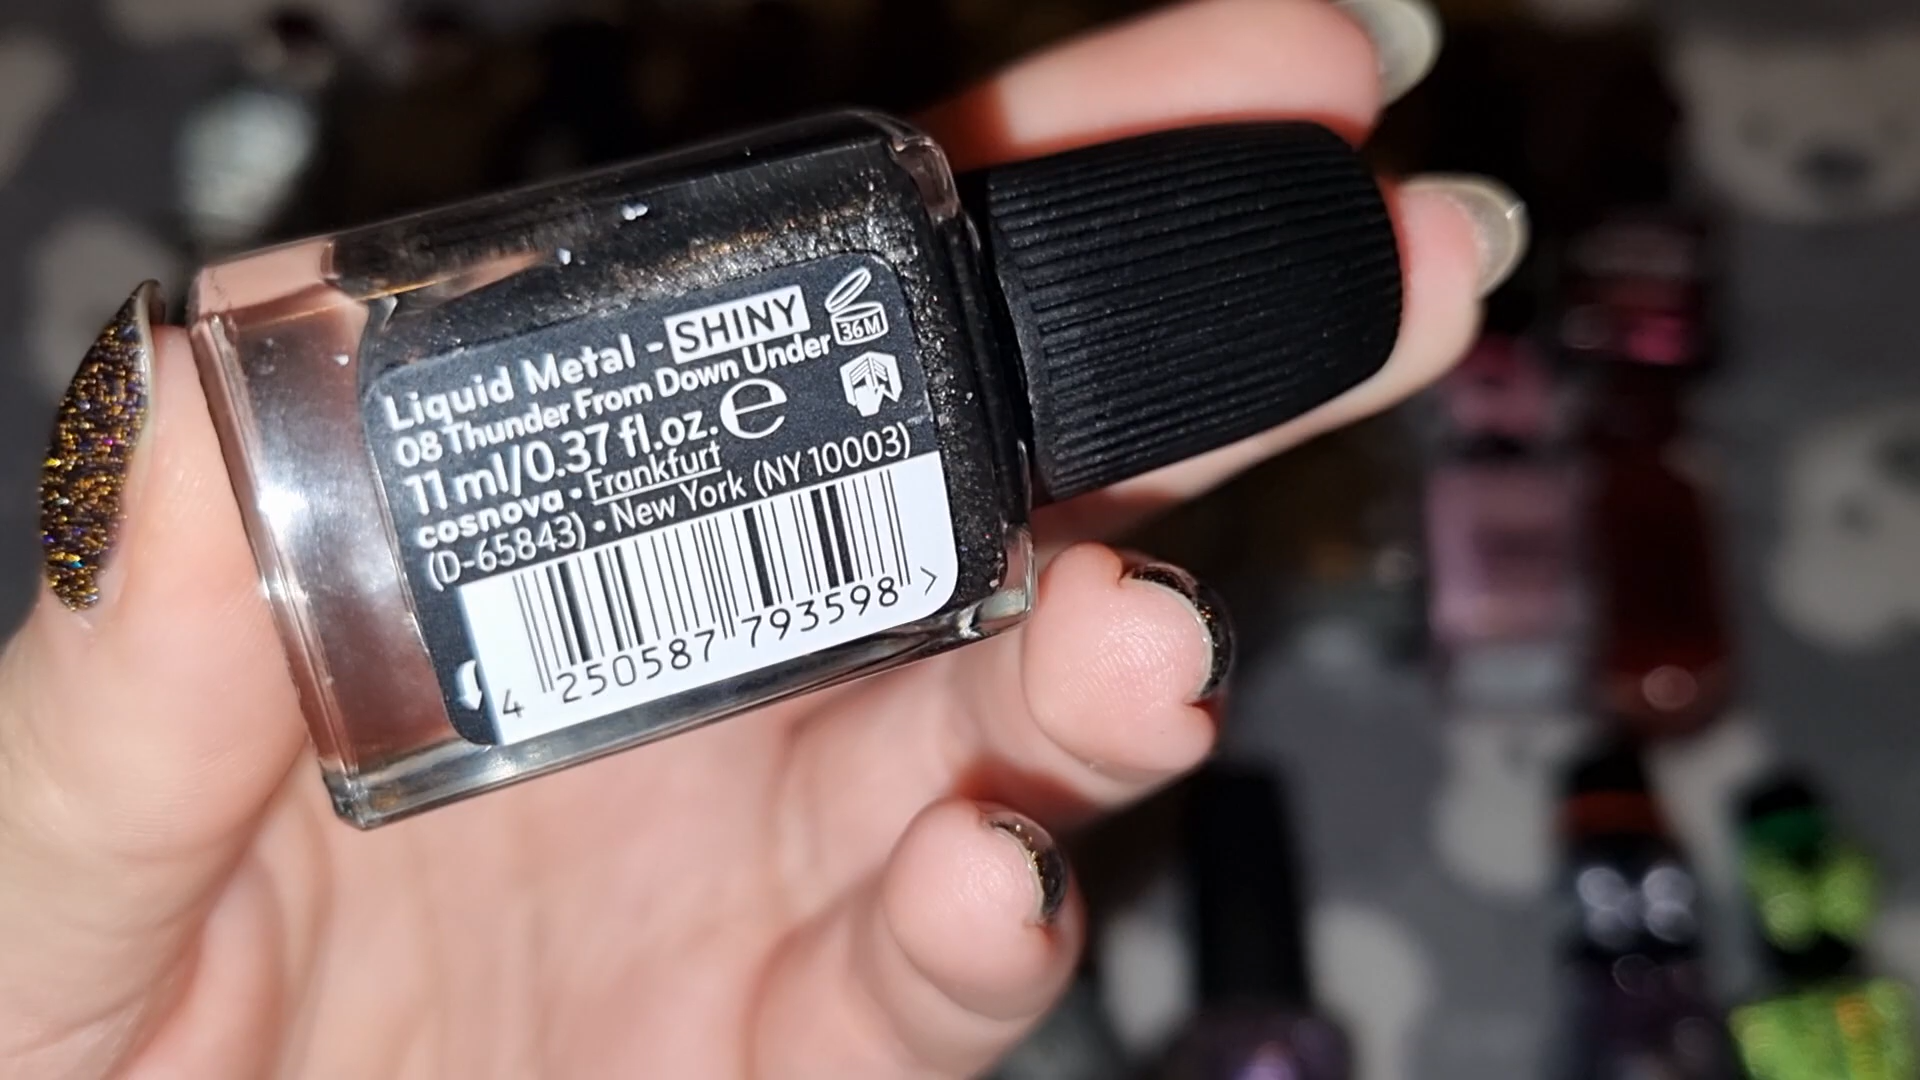 Liquid Metal - SHINY
08 Thunder From Down Under
36M
11 ml/0.37 fl.oz. e
cosnova • Frankfurt
(D-65843) • New York (NY 10003)
4 250587 793598 >